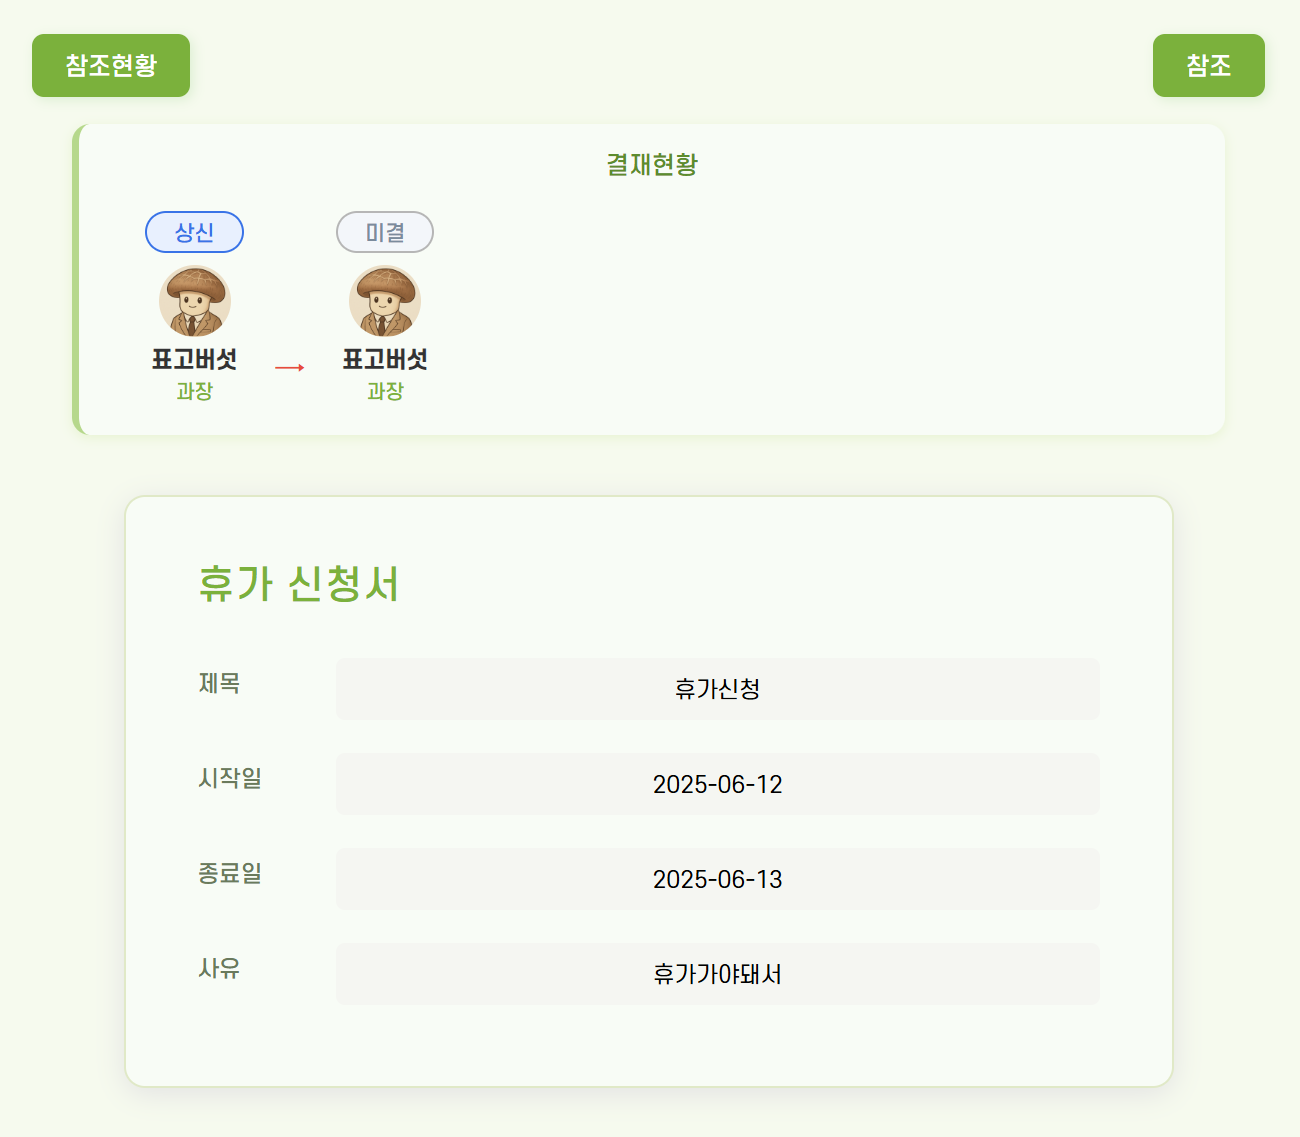 참조현황
참조
결재현황
상신
미결
표고버섯
표고버섯
과장
과장
휴가 신청서
제목
휴가신청
시작일
2025-06-12
종료일
2025-06-13
사유
휴가가야돼서